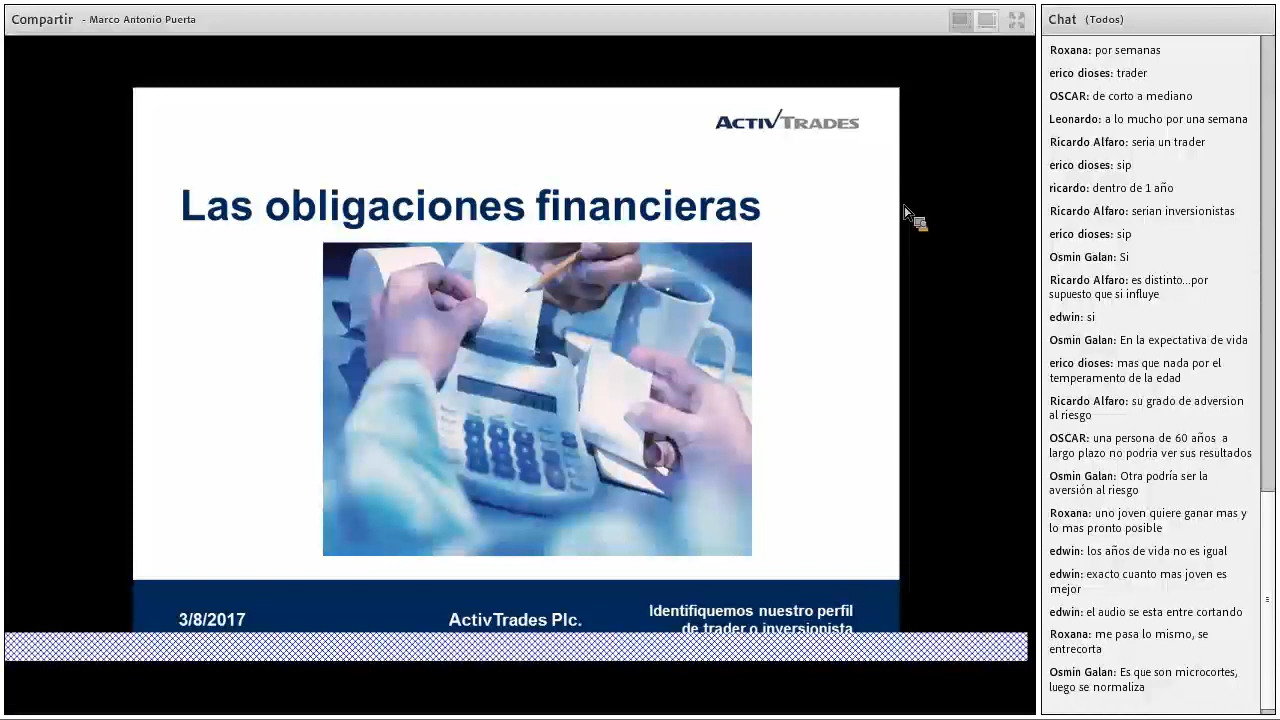 Compartir - Marco Antonio Puerta
ACTIVTRADES
Las obligaciones financieras
3/8/2017
ActivTrades Plc.
Identifiquemos nuestro perfil
de trader o inversionista
Chat (Todos)
Roxana: por semanas
erico dioses: trader
OSCAR: de corto a mediano
Leonardo: a lo mucho por una semana
Ricardo Alfaro: seria un trader
erico dioses: sip
ricardo: dentro de 1 año
Ricardo Alfaro: serian inversionistas
erico dioses: sip
Osmin Galan: Si
Ricardo Alfaro: es distinto...por
supuesto que si influye
edwin: si
Osmin Galan: En la expectativa de vida
erico dioses: mas que nada por el
temperamento de la edad
Ricardo Alfaro: su grado de adversion
al riesgo
OSCAR: una persona de 60 años a
largo plazo no podria ver sus resultados
Osmin Galan: Otra podría ser la
aversión al riesgo
Roxana: uno joven quiere ganar mas y
lo mas pronto posible
edwin: los años de vida no es igual
edwin: exacto cuanto mas joven es
mejor
edwin: el audio se esta entre cortando
Roxana: me pasa lo mismo, se
entrecorta
Osmin Galan: Es que son microcortes,
luego se normaliza